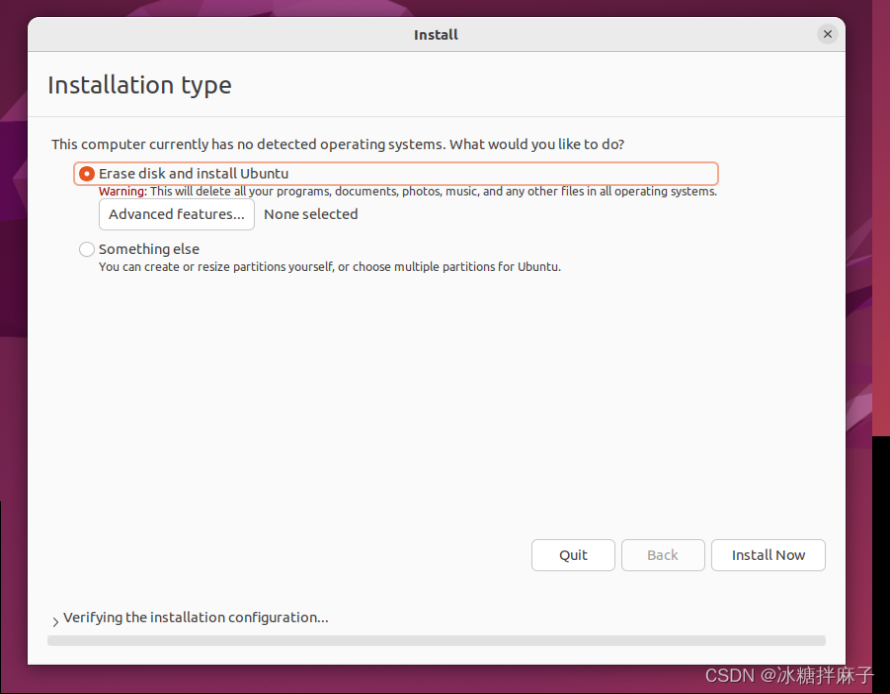 Install
Installation type
This computer currently has no detected operating systems. What would you like to do?
Erase disk and install Ubuntu
Warning: This will delete all your programs, documents, photos, music, and any other files in all operating systems.
Advanced features... None selected
Something else
You can create or resize partitions yourself, or choose multiple partitions for Ubuntu.
Quit Back Install Now
Verifying the installation configuration...
CSDN @冰糖拌麻子